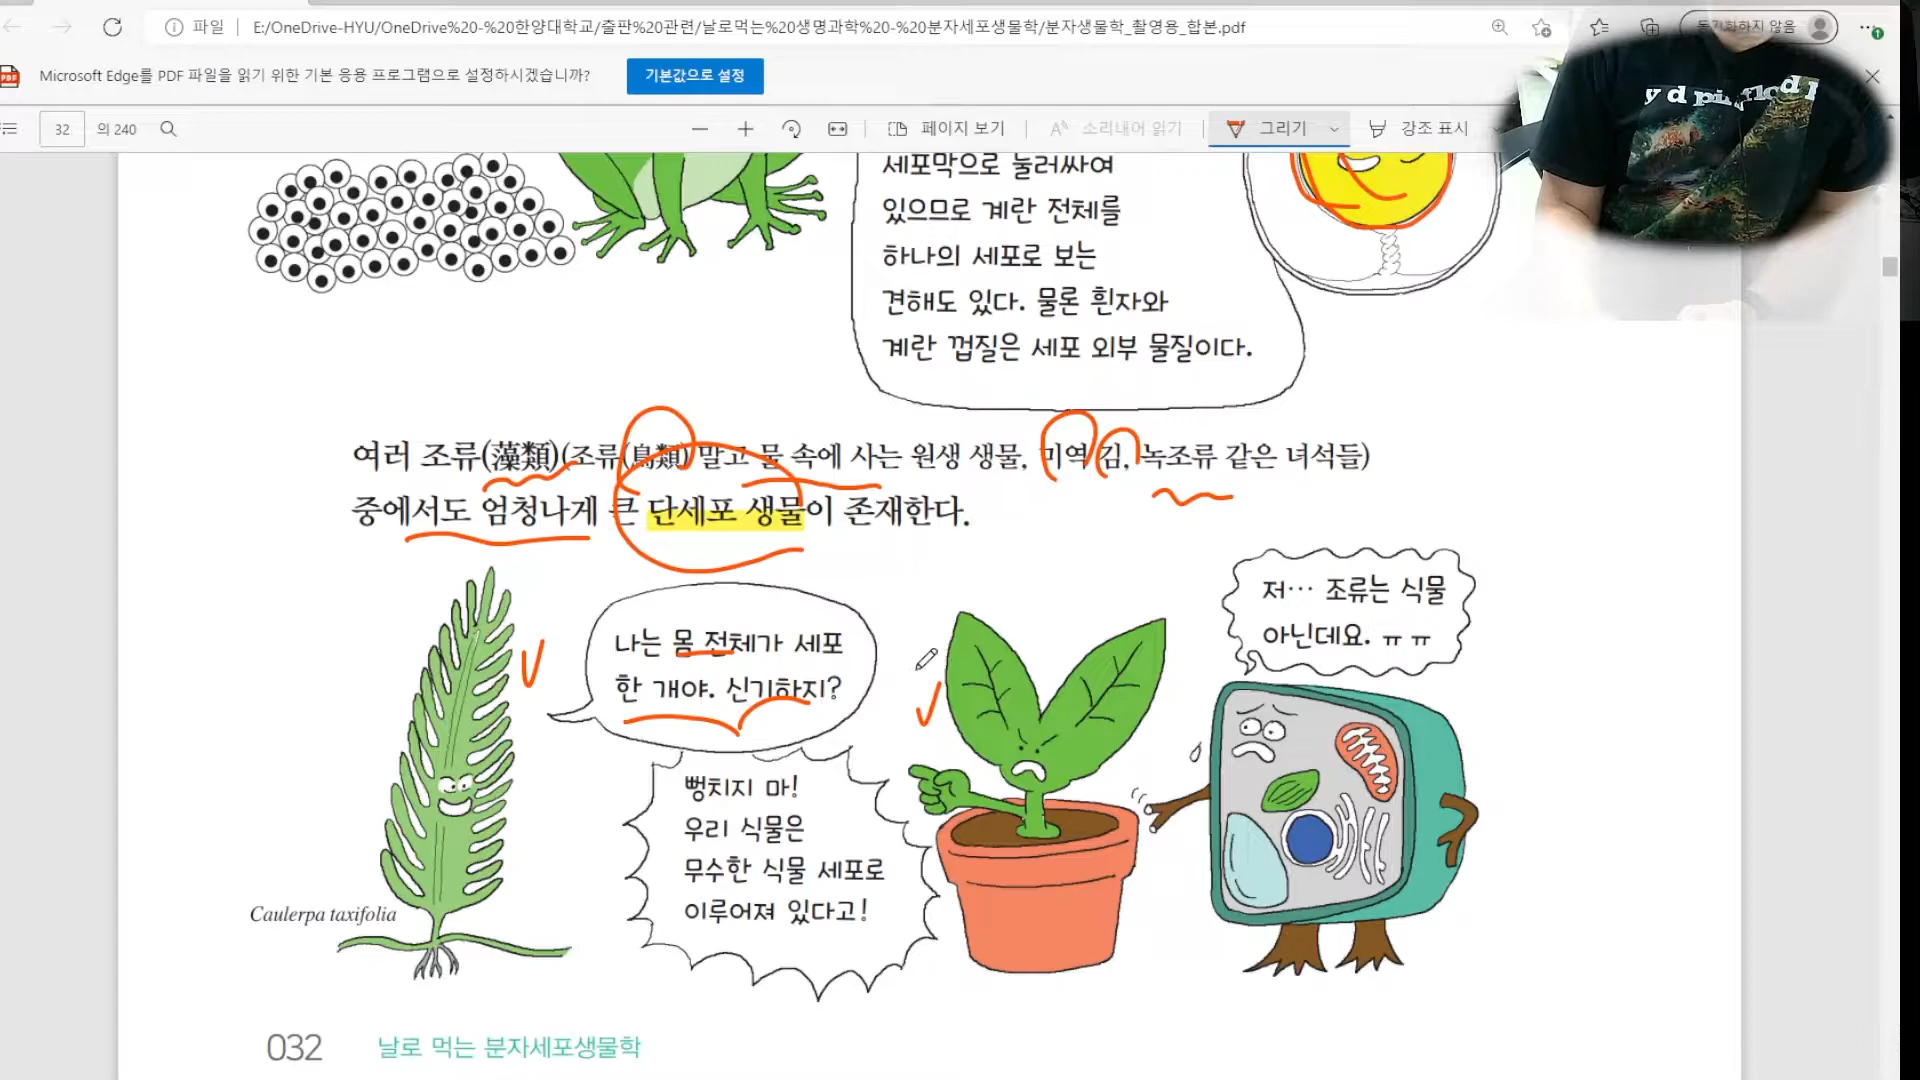 파일
E:/OneDrive-HYU/OneDrive%20-%20한양대학교/출판%20관련/날로먹는%20생명과학%20-%20분자세포생물학/분자생물학_촬영용_합본.pdf
동기화하지 않음
PDF
Microsoft Edge를 PDF 파일을 읽기 위한 기본 응용 프로그램으로 설정하시겠습니까?
기본값으로 설정
32 의 240
페이지 보기
소리내어 읽기
그리기
강조 표시
세포막으로 둘러싸여
있으므로 계란 전체를
하나의 세포로 보는
견해도 있다. 물론 흰자와
계란 껍질은 세포 외부 물질이다.
여러 조류(藻類)(조류(鳥類) 말고 물 속에 사는 원생 생물, 미역 김, 녹조류 같은 녀석들)
중에서도 엄청나게 큰 단세포 생물이 존재한다.
나는 몸 전체가 세포
한 개야. 신기하지?
뻥치지 마!
우리 식물은
무수한 식물 세포로
이루어져 있다고!
저… 조류는 식물
아닌데요. ㅠㅠ
Caulerpa taxifolia
032 날로 먹는 분자세포생물학